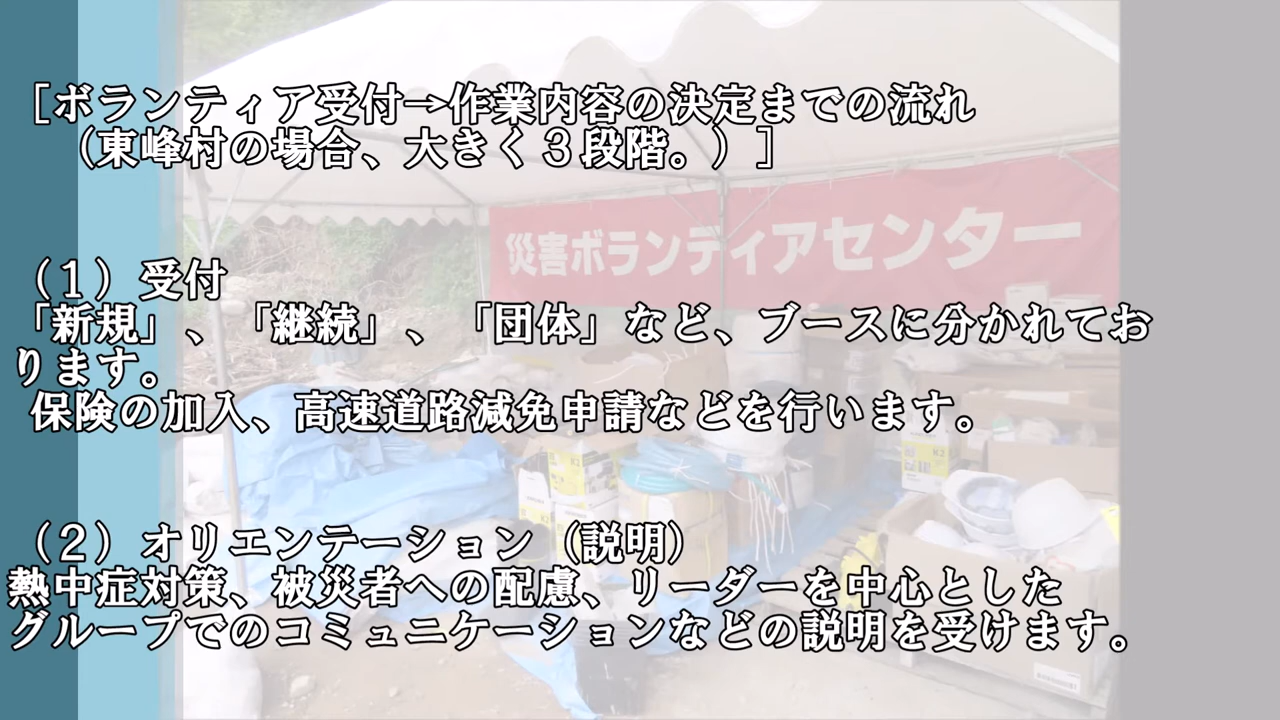 ［ボランティア受付→作業内容の決定までの流れ
（東峰村の場合、大きく３段階。）］
災害ボランティアセンター
（１）受付
「新規」、「継続」、「団体」など、ブースに分かれてお
ります。
保険の加入、高速道路減免申請などを行います。
（２）オリエンテーション（説明）
熱中症対策、被災者への配慮、リーダーを中心とした
グループでのコミュニケーションなどの説明を受けます。